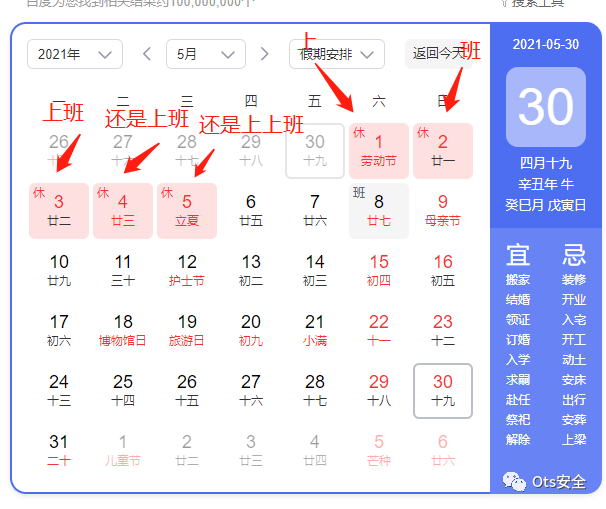 百度为您找到相关结果约100,000,000个
搜索工具
2021年 5月 假期安排 返回今天
上 班
一 二 三 四 五 六 日
上班 还是上班 还是上上班
26 27 28 29 30 休 1 休 2
十七 十八 十九 劳动节 廿一
休 3 休 4 休 5 6 7 班 8 9
廿二 廿三 立夏 廿五 廿六 廿七 母亲节
10 11 12 13 14 15 16
廿九 三十 护士节 初二 初三 初四 初五
17 18 19 20 21 22 23
初六 博物馆日 旅游日 初九 小满 十一 十二
24 25 26 27 28 29 30
十三 十四 十五 十六 十七 十八 十九
31 1 2 3 4 5 6
二十 儿童节 廿二 廿三 廿四 芒种 廿六
2021-05-30
30
四月十九
辛丑年 牛
癸巳月 戊寅日
宜 忌
搬家 装修
结婚 开业
领证 入宅
订婚 开工
入学 动土
求嗣 安床
赴任 出行
祭祀 安葬
解除 上梁
Ots安全